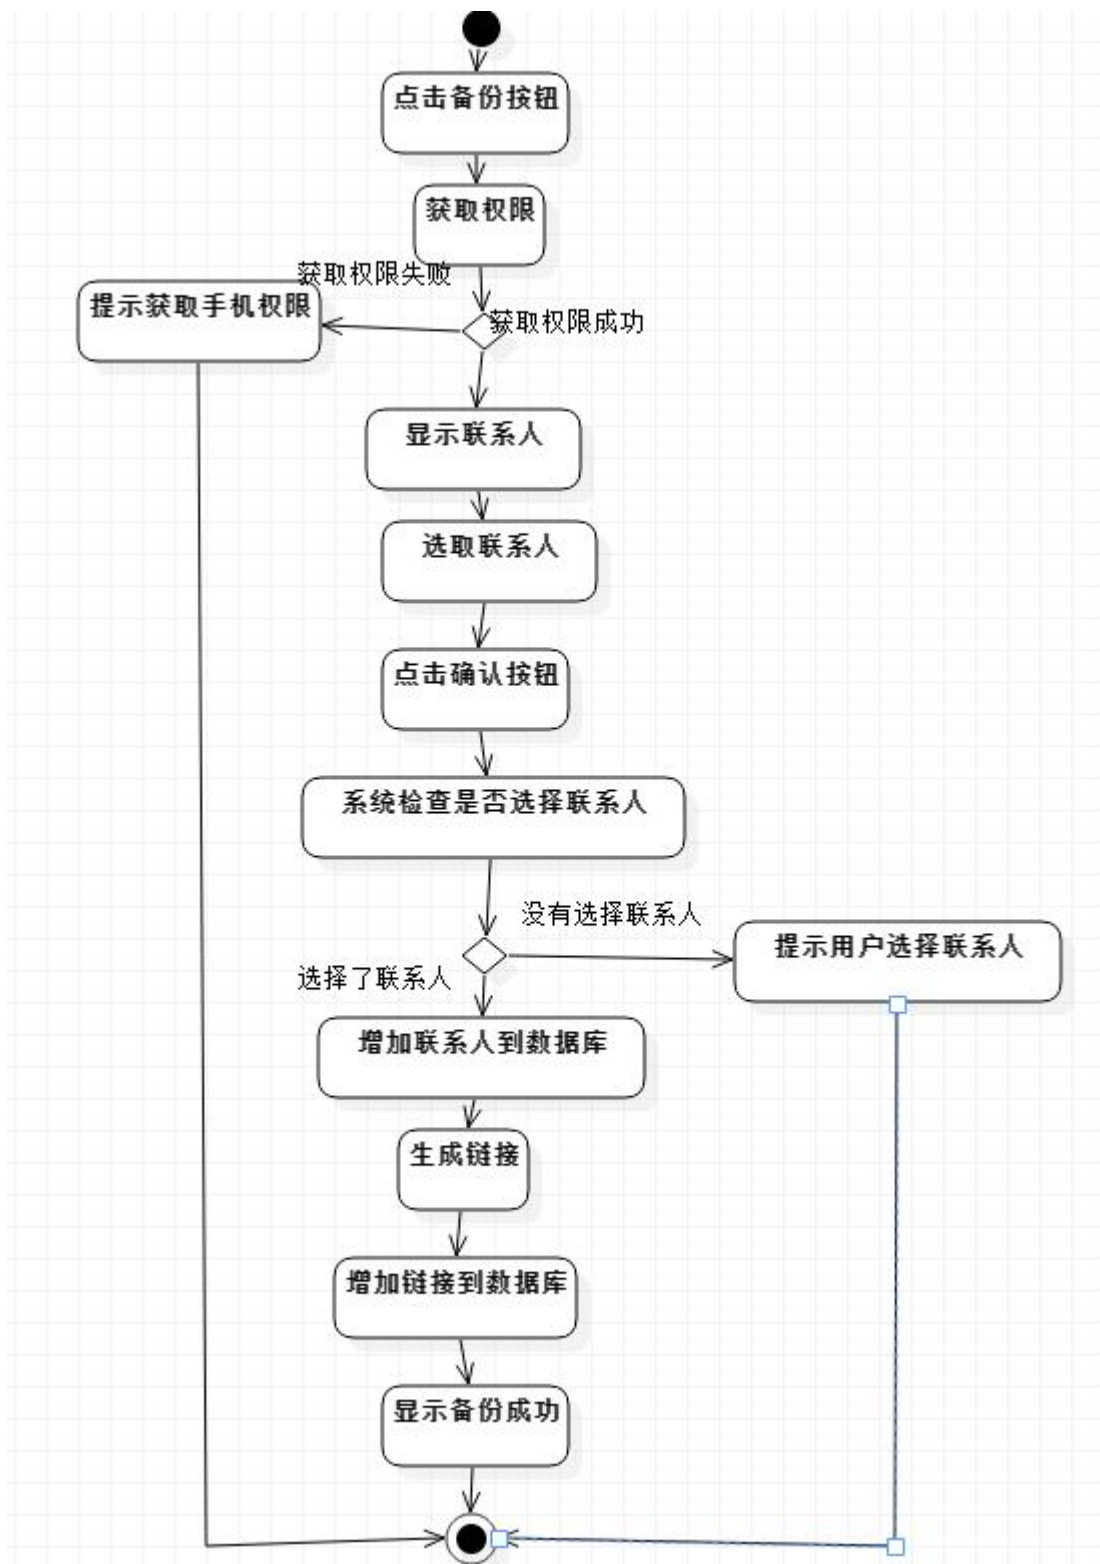 点击备份按钮
获取权限
获取权限失败
提示获取手机权限
获取权限成功
显示联系人
选取联系人
点击确认按钮
系统检查是否选择联系人
没有选择联系人
提示用户选择联系人
选择了联系人
增加联系人到数据库
生成链接
增加链接到数据库
显示备份成功